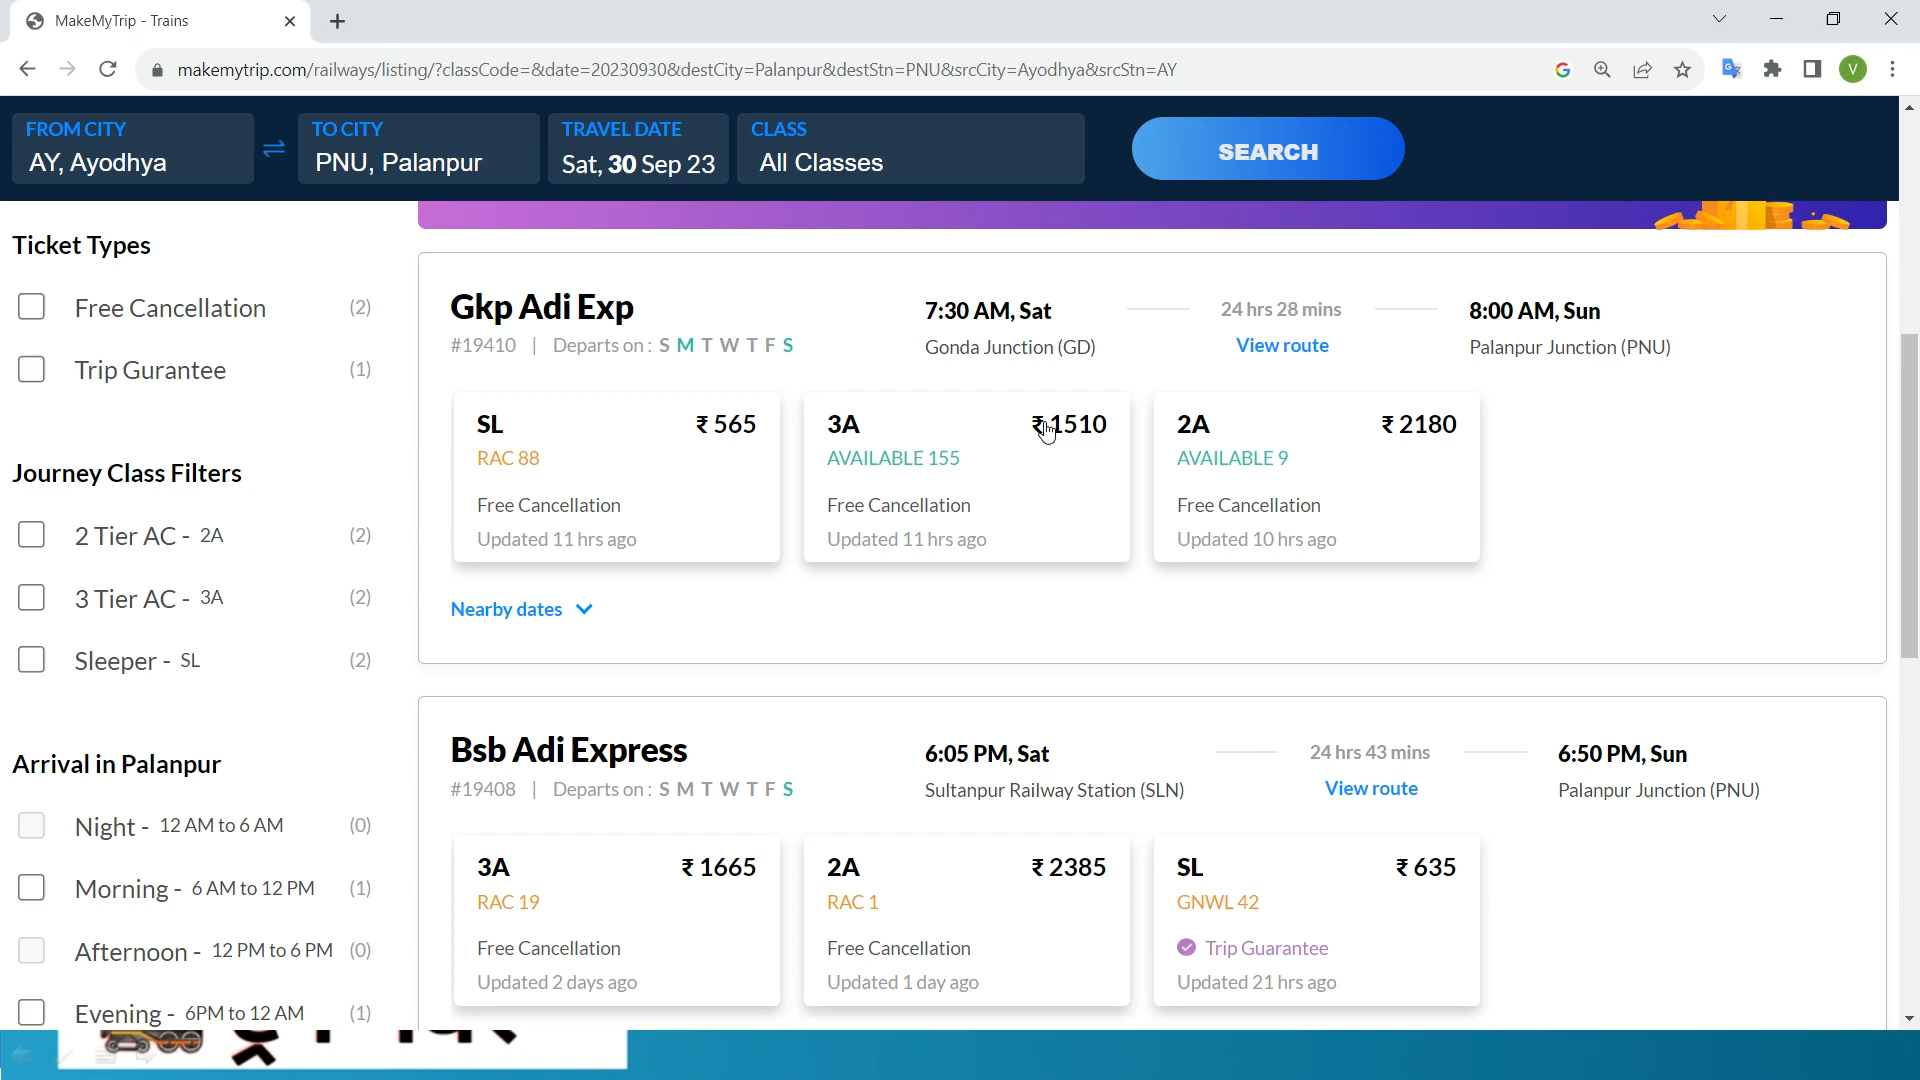 MakeMyTrip - Trains
makemytrip.com/railways/listing/?classCode=&date=20230930&destCity=Palanpur&destStn=PNU&srcCity=Ayodhya&srcStn=AY
V
FROM CITY
AY, Ayodhya
TO CITY
PNU, Palanpur
TRAVEL DATE
Sat, 30 Sep 23
CLASS
All Classes
SEARCH
Ticket Types
Free Cancellation (2)
Trip Gurantee (1)
Journey Class Filters
2 Tier AC - 2A (2)
3 Tier AC - 3A (2)
Sleeper - SL (2)
Arrival in Palanpur
Night - 12 AM to 6 AM (0)
Morning - 6 AM to 12 PM (1)
Afternoon - 12 PM to 6 PM (0)
Evening - 6PM to 12 AM (1)
Gkp Adi Exp
#19410 | Departs on : S M T W T F S
7:30 AM, Sat
Gonda Junction (GD)
24 hrs 28 mins
View route
8:00 AM, Sun
Palanpur Junction (PNU)
SL ₹ 565
RAC 88
Free Cancellation
Updated 11 hrs ago
3A ₹ 1510
AVAILABLE 155
Free Cancellation
Updated 11 hrs ago
2A ₹ 2180
AVAILABLE 9
Free Cancellation
Updated 10 hrs ago
Nearby dates
Bsb Adi Express
#19408 | Departs on : S M T W T F S
6:05 PM, Sat
Sultanpur Railway Station (SLN)
24 hrs 43 mins
View route
6:50 PM, Sun
Palanpur Junction (PNU)
3A ₹ 1665
RAC 19
Free Cancellation
Updated 2 days ago
2A ₹ 2385
RAC 1
Free Cancellation
Updated 1 day ago
SL ₹ 635
GNWL 42
Trip Guarantee
Updated 21 hrs ago